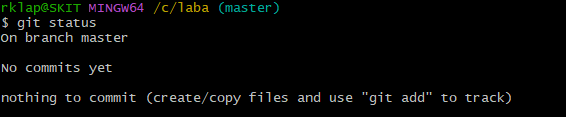 rklap@SKIT MINGW64 /c/laba (master)
$ git status
On branch master
No commits yet
nothing to commit (create/copy files and use "git add" to track)